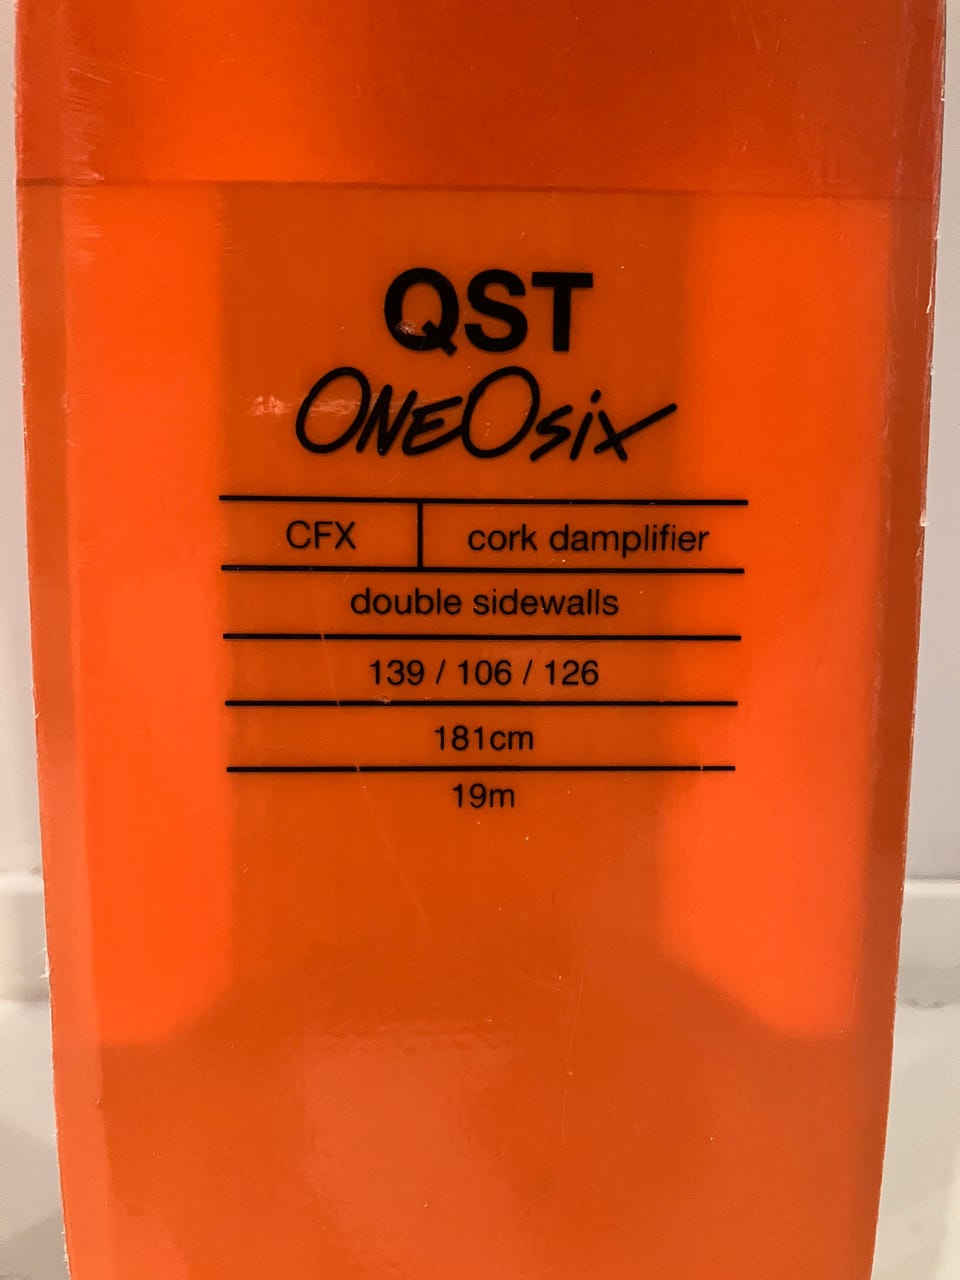 QST
ONEOsix
CFX cork damplifier
double sidewalls
139 / 106 / 126
181cm
19m